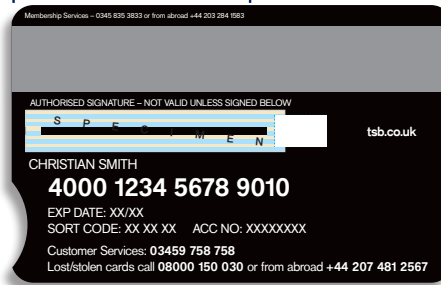 Membership Services – 0345 835 3833 or from abroad +44 203 284 1583
AUTHORISED SIGNATURE – NOT VALID UNLESS SIGNED BELOW
SPECIMEN
tsb.co.uk
CHRISTIAN SMITH
4000 1234 5678 9010
EXP DATE: XX/XX
SORT CODE: XX XX XX ACC NO: XXXXXXXX
Customer Services: 03459 758 758
Lost/stolen cards call 08000 150 030 or from abroad +44 207 481 2567